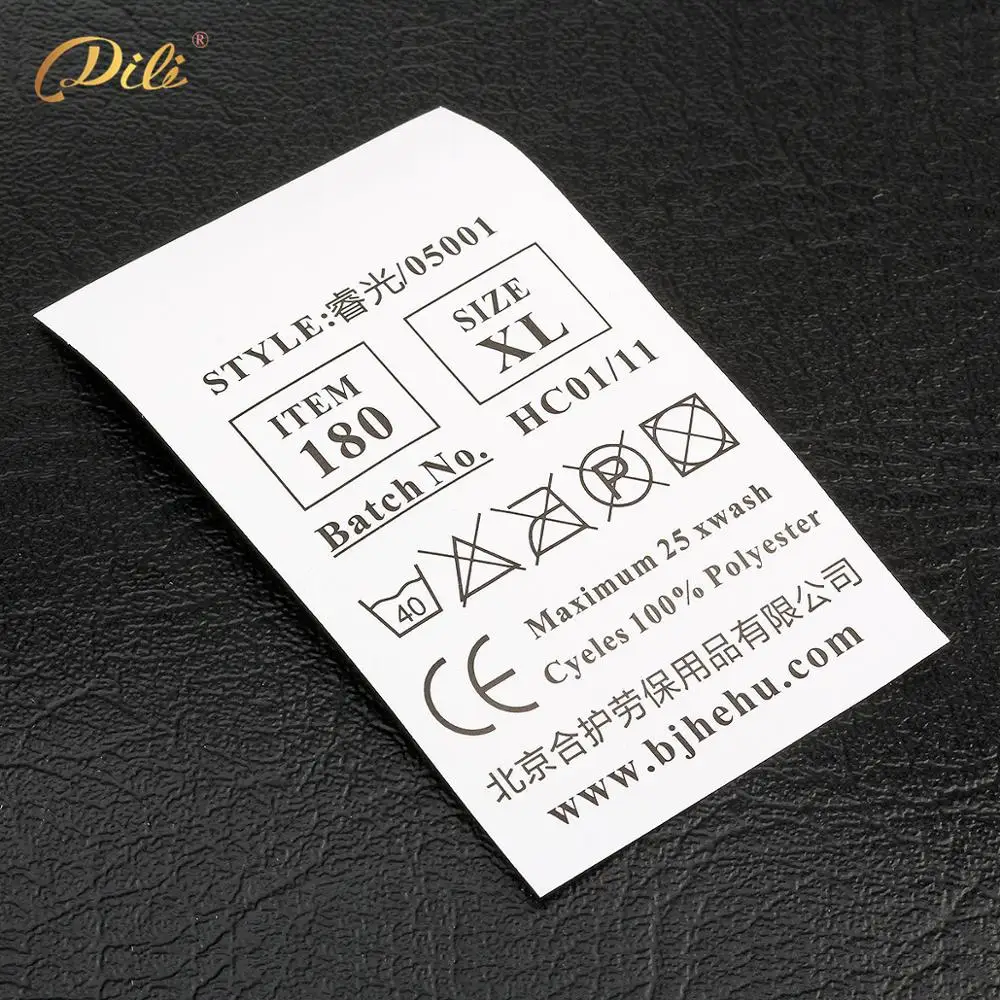 Dili®
STYLE:睿光/05001
ITEM
180
SIZE
XL
Batch No.
HC01/11
40
P
Maximum 25 xwash
Cyeles 100% Polyester
CE
北京合护劳保用品有限公司
www.bjhehu.com